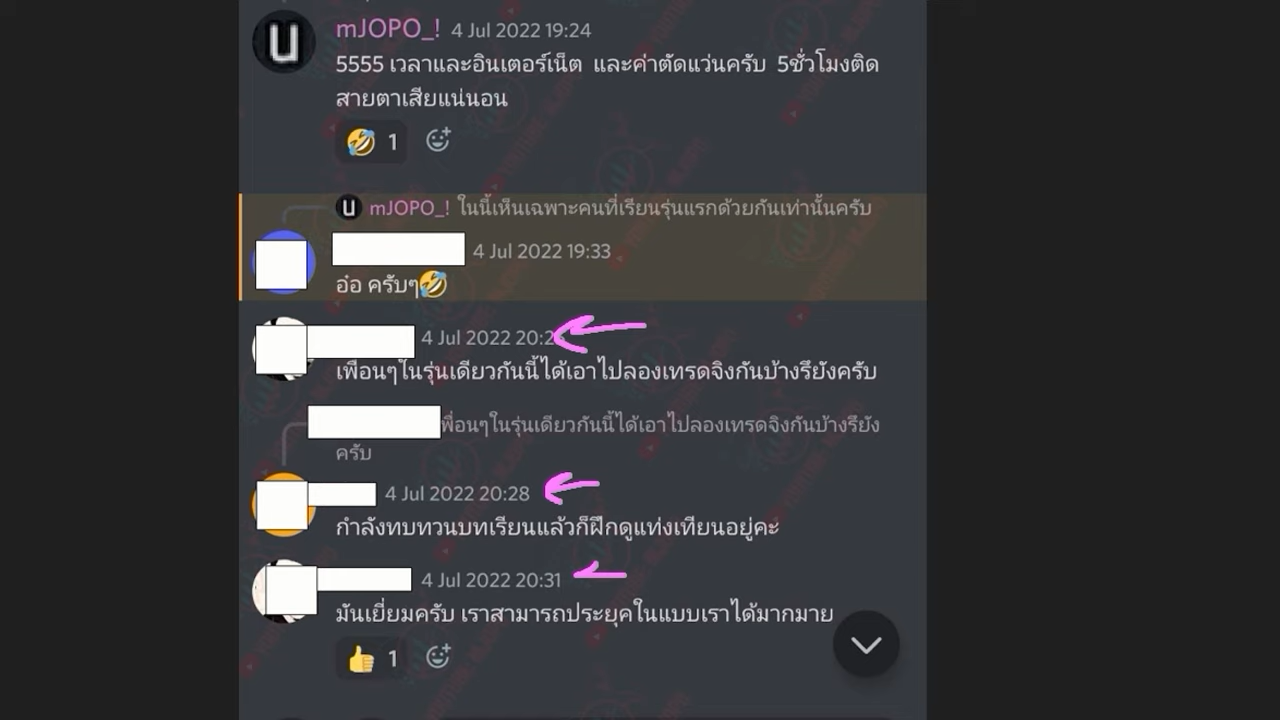 mJOPO_! 4 Jul 2022 19:24
5555 เวลาและอินเตอร์เน็ต และค่าตัดแว่นครับ 5ชั่วโมงติด
สายตาเสียแน่นอน
🤣 1
mJOPO_! ในนี้เห็นเฉพาะคนที่เรียนรุ่นแรกด้วยกันเท่านั้นครับ
4 Jul 2022 19:33
อ๋อ ครับๆ🤣
4 Jul 2022
เพื่อนๆในรุ่นเดียวกันนี้ได้เอาไปลองเทรดจิงกันบ้างรึยังครับ
พื่อนๆในรุ่นเดียวกันนี้ได้เอาไปลองเทรดจิงกันบ้างรึยัง
ครับ
4 Jul 2022 20:28
กำลังทบทวนบทเรียนแล้วก็ฝึกดูแท่งเทียนอยู่คะ
4 Jul 2022 20:31
มันเยี่ยมครับ เราสามารถประยุคในแบบเราได้มากมาย
👍 1